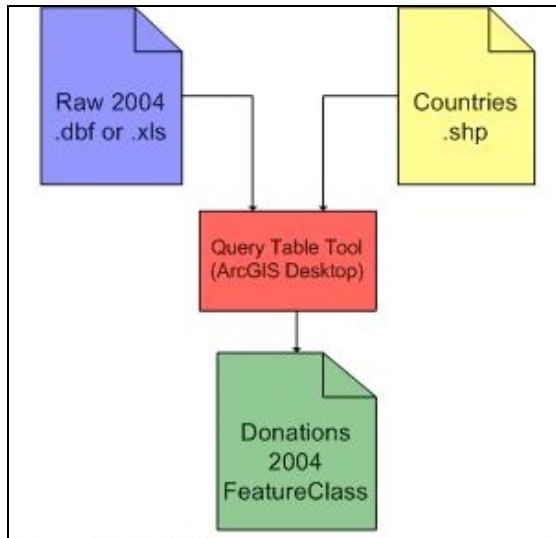 Raw 2004
.dbf or .xls
Countries
.shp
Query Table Tool
(ArcGIS Desktop)
Donations
2004
FeatureClass